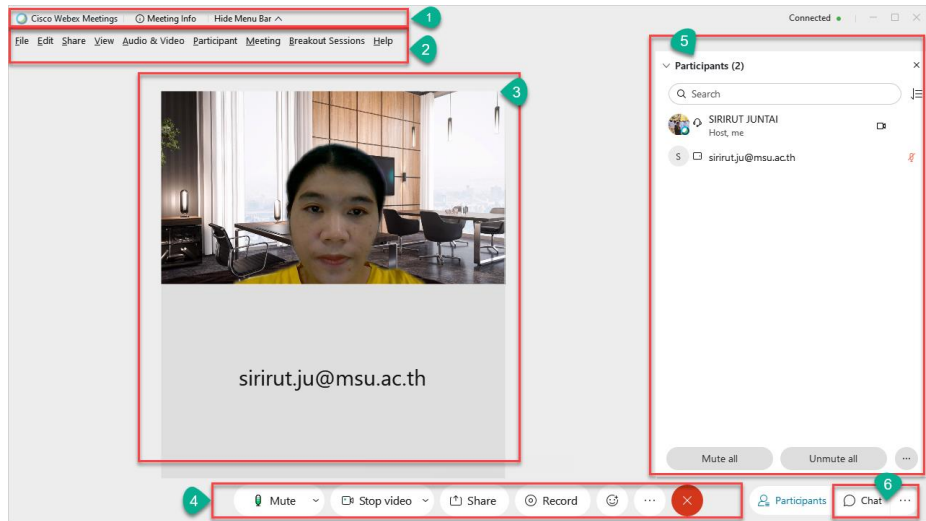 Cisco Webex Meetings Meeting Info Hide Menu Bar 1 Connected
File Edit Share View Audio & Video Participant Meeting Breakout Sessions Help 2
3
sirirut.ju@msu.ac.th
5
Participants (2)
Search
SIRIRUT JUNTAI
Host, me
S sirirut.ju@msu.ac.th
Mute all Unmute all ...
4 Mute Stop video Share Record ... Participants Chat ...
6